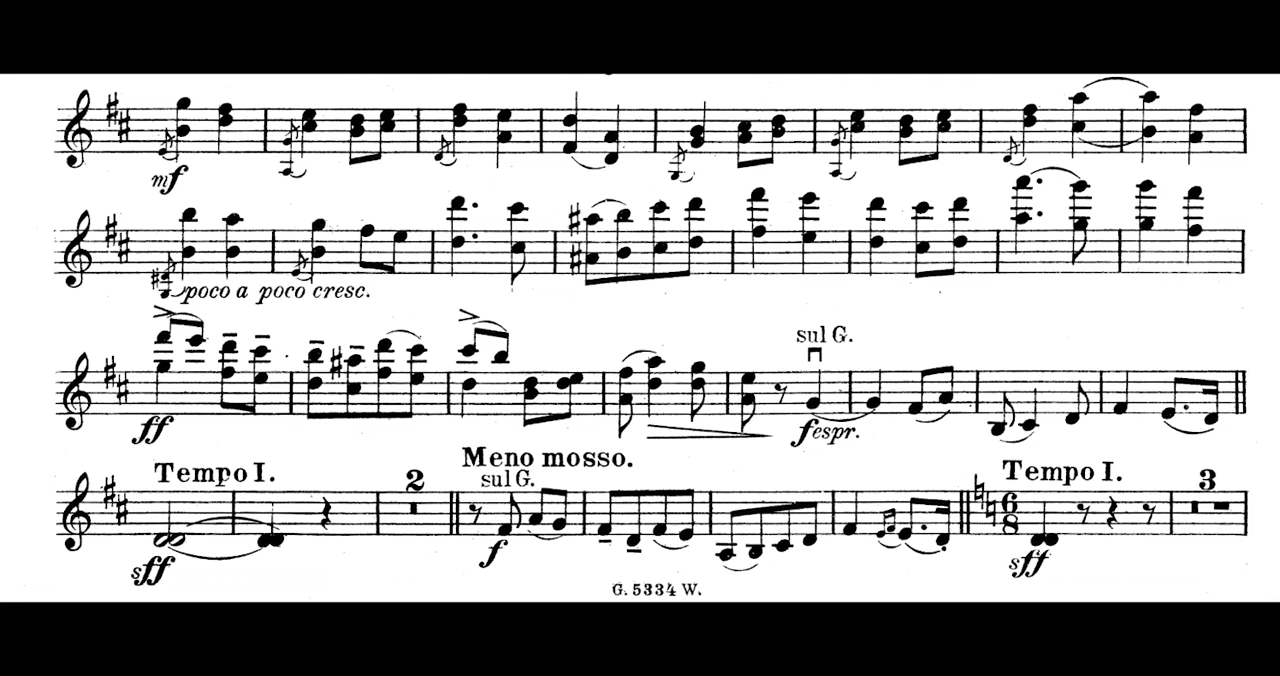 mf
poco a poco cresc.
sul G.
ff
f espr.
Tempo I.
2
Meno mosso.
sul G.
Tempo I.
3
6
8
sff
f
sff
G. 5334 W.